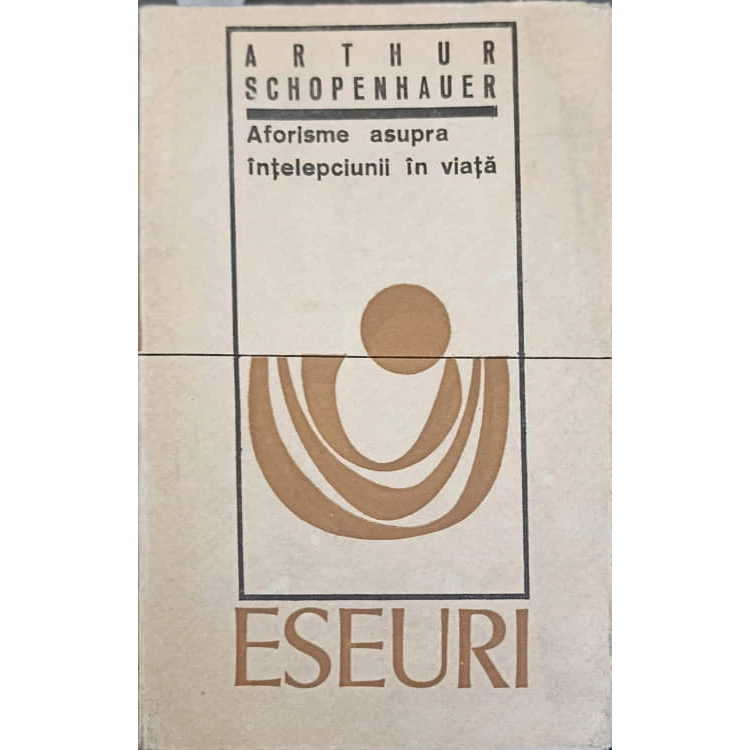 ARTHUR
SCHOPENHAUER
Aforisme asupra
înțelepciunii în viață
ESEURI